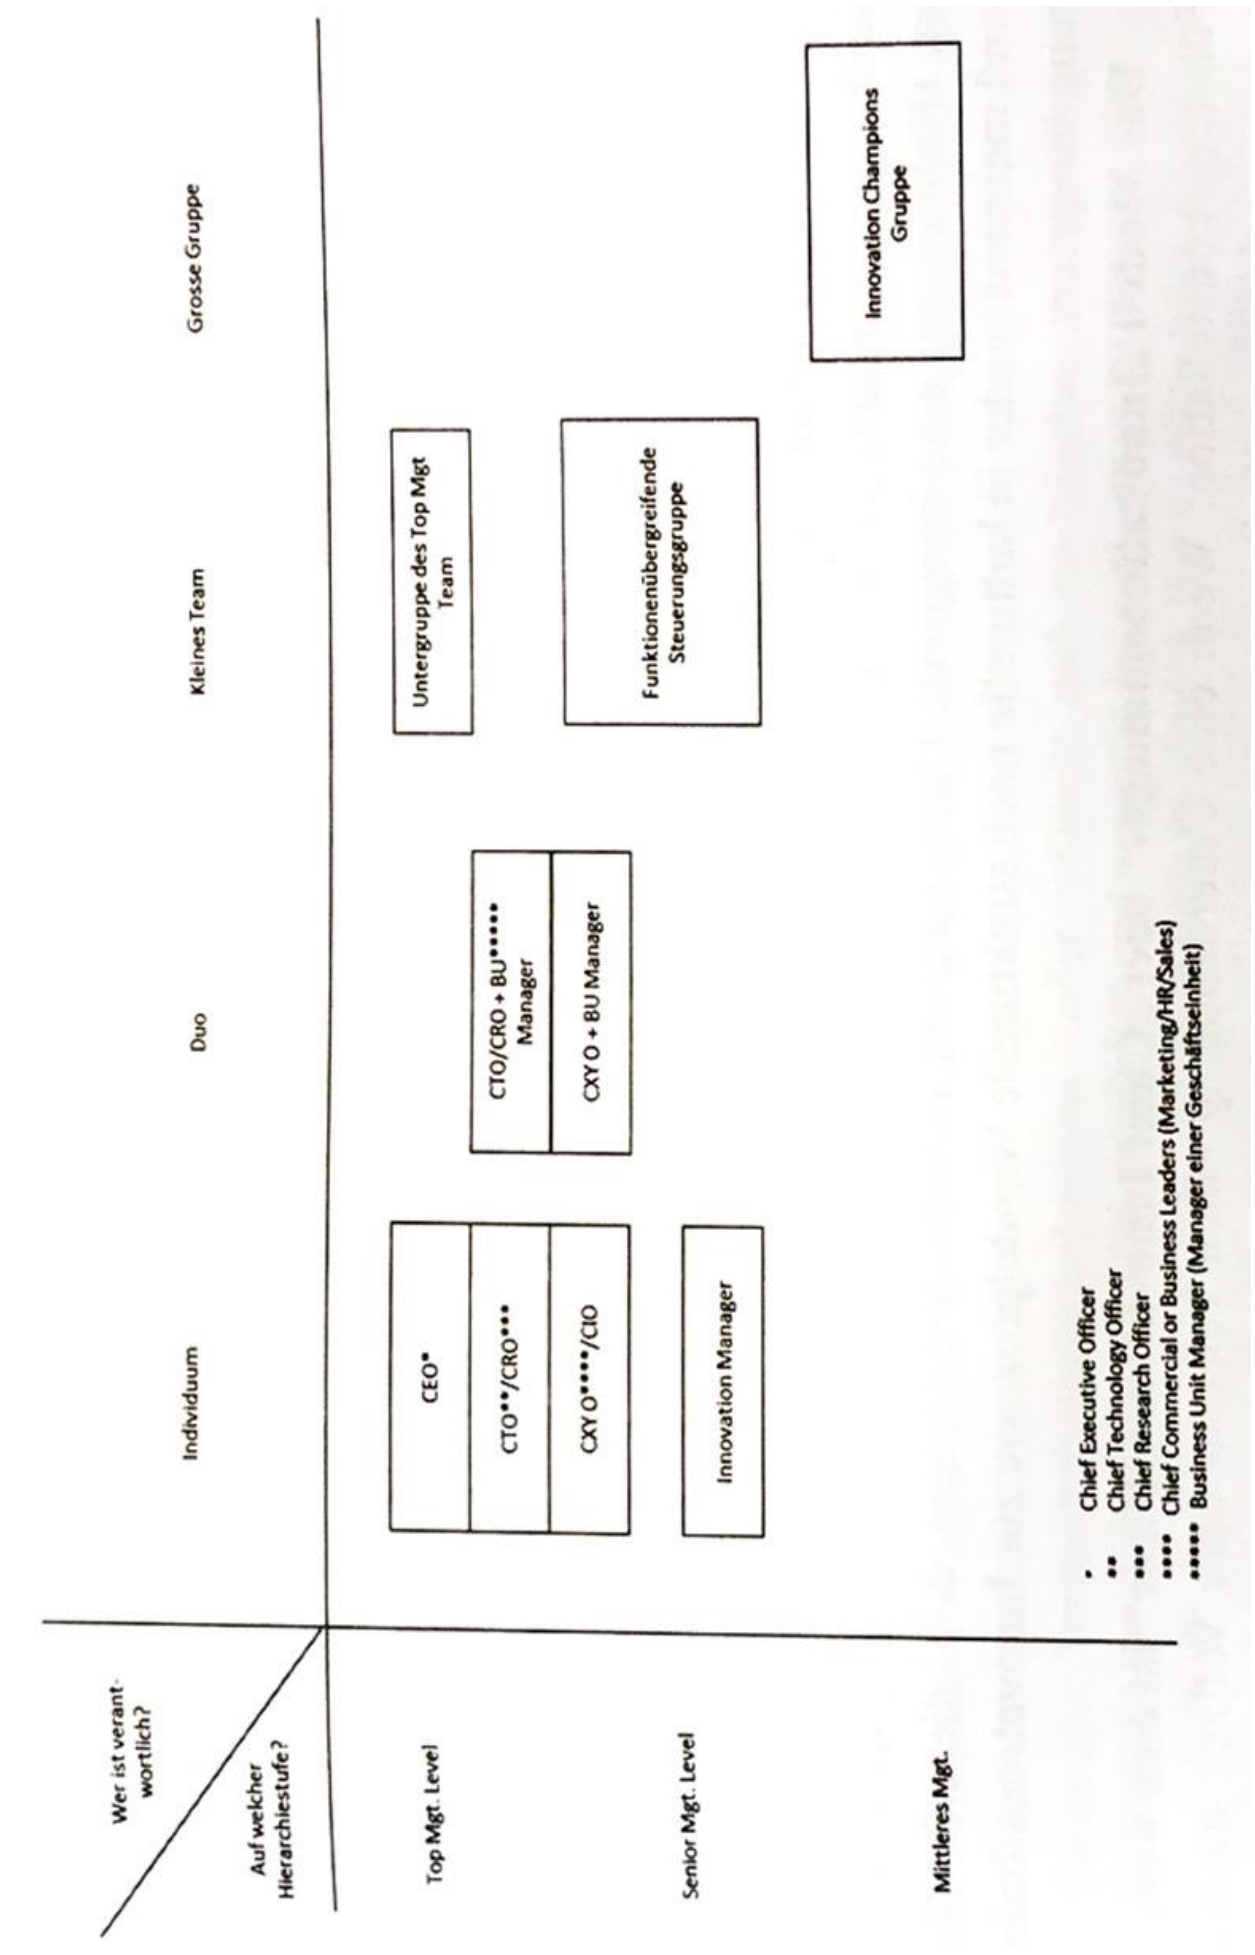 Wer ist verant-
wortlich?
Auf welcher
Hierarchiestufe?
Individuum
Duo
Kleines Team
Grosse Gruppe
Top Mgt. Level
CEO*
CTO**/CRO***
CXY O****/CIO
CTO/CRO + BU*****
Manager
CXY O + BU Manager
Untergruppe des Top Mgt
Team
Senior Mgt. Level
Innovation Manager
Funktionenübergreifende
Steuerungsgruppe
Mittleres Mgt.
Innovation Champions
Gruppe
* Chief Executive Officer
** Chief Technology Officer
*** Chief Research Officer
**** Chief Commercial or Business Leaders (Marketing/HR/Sales)
***** Business Unit Manager (Manager einer Geschäftseinheit)